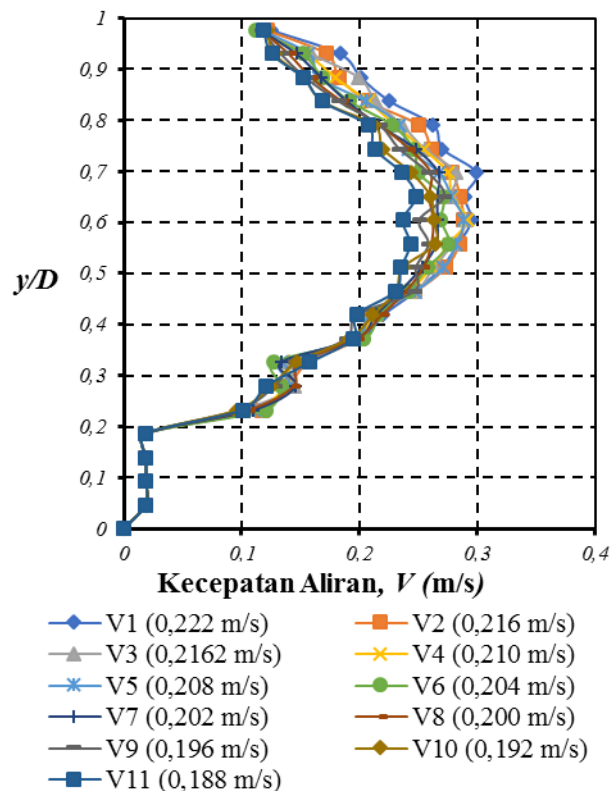 1
0,9
0,8
0,7
0,6
y/D
0,5
0,4
0,3
0,2
0,1
0
0 0,1 0,2 0,3 0,4
Kecepatan Aliran, V (m/s)
V1 (0,222 m/s) V2 (0,216 m/s)
V3 (0,2162 m/s) V4 (0,210 m/s)
V5 (0,208 m/s) V6 (0,204 m/s)
V7 (0,202 m/s) V8 (0,200 m/s)
V9 (0,196 m/s) V10 (0,192 m/s)
V11 (0,188 m/s)